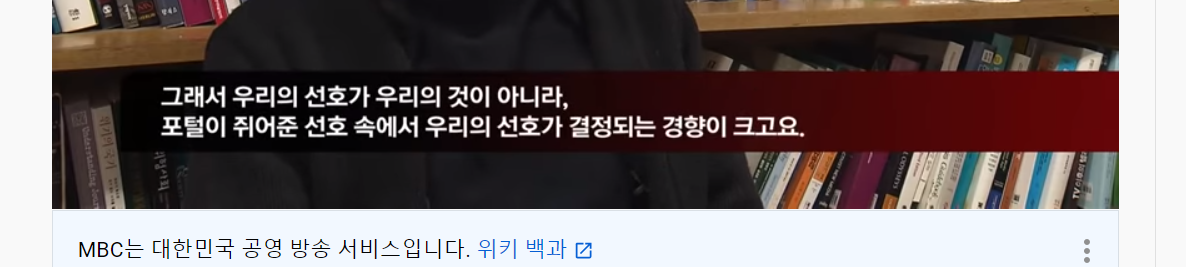 그래서 우리의 선호가 우리의 것이 아니라,
포털이 쥐어준 선호 속에서 우리의 선호가 결정되는 경향이 크고요.
MBC는 대한민국 공영 방송 서비스입니다. 위키 백과